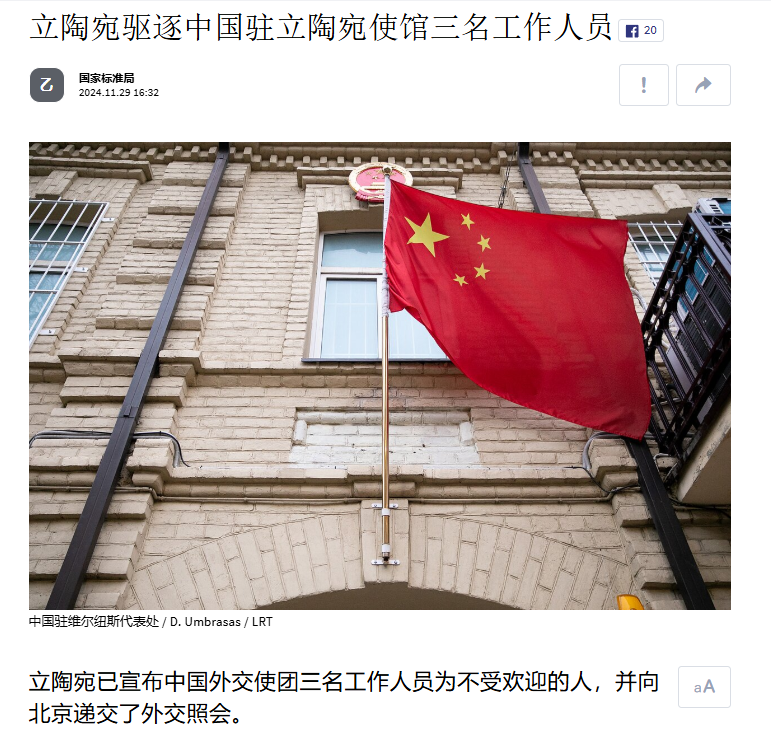 立陶宛驱逐中国驻立陶宛使馆三名工作人员
20
乙
国家标准局
2024.11.29 16:32
中国驻维尔纽斯代表处 / D. Umbrasas / LRT
立陶宛已宣布中国外交使团三名工作人员为不受欢迎的人，并向
aA
北京递交了外交照会。